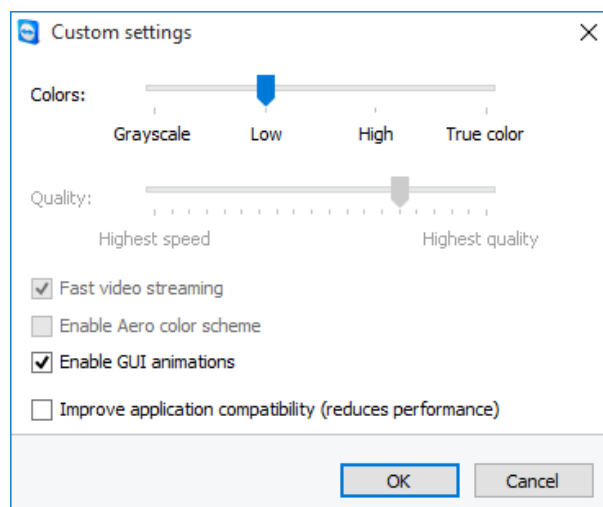 Custom settings
Colors:
Grayscale Low High True color
Quality:
Highest speed Highest quality
Fast video streaming
Enable Aero color scheme
Enable GUI animations
Improve application compatibility (reduces performance)
OK Cancel